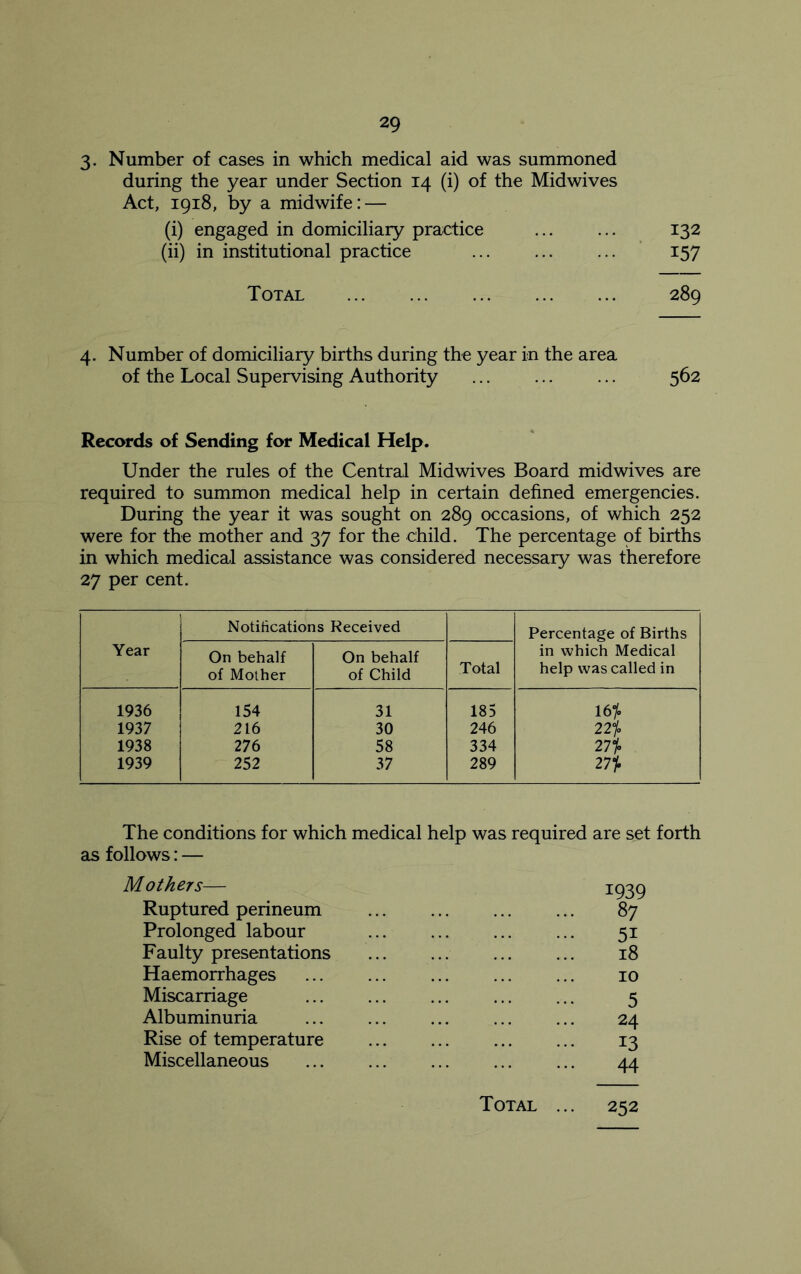 29
3. Number of cases in which medical aid was summoned
during the year under Section 14 (i) of the Midwives
Act, 1918, by a midwife: —
(i) engaged in domiciliary practice ... ... 132
(ii) in institutional practice ... ... ... 157
Total ... ... ... ... ... 289
4. Number of domiciliary births during the year in the area
of the Local Supervising Authority ... ... ... 562
Records of Sending for Medical Help.
Under the rules of the Central Midwives Board midwives are
required to summon medical help in certain defined emergencies.
During the year it was sought on 289 occasions, of which 252
were for the mother and 37 for the child. The percentage of births
in which medical assistance was considered necessary was therefore
27 per cent.
Year | Notifications Received | | Percentage of Births in which Medical help was called in
On behalf of Mother | On behalf of Child | Total
1936 | 154 | 31 | 185 | 16%
1937 | 216 | 30 | 246 | 22%
1938 | 276 | 58 | 334 | 27%
1939 | 252 | 37 | 289 | 27%
The conditions for which medical help was required are set forth
as follows: —
Mothers— 1939
Ruptured perineum ... ... ... ... 87
Prolonged labour ... ... ... ... 51
Faulty presentations ... ... ... ... 18
Haemorrhages ... ... ... ... ... 10
Miscarriage ... ... ... ... ... 5
Albuminuria ... ... ... ... ... 24
Rise of temperature ... ... ... ... 13
Miscellaneous ... ... ... ... ... 44
Total ... 252